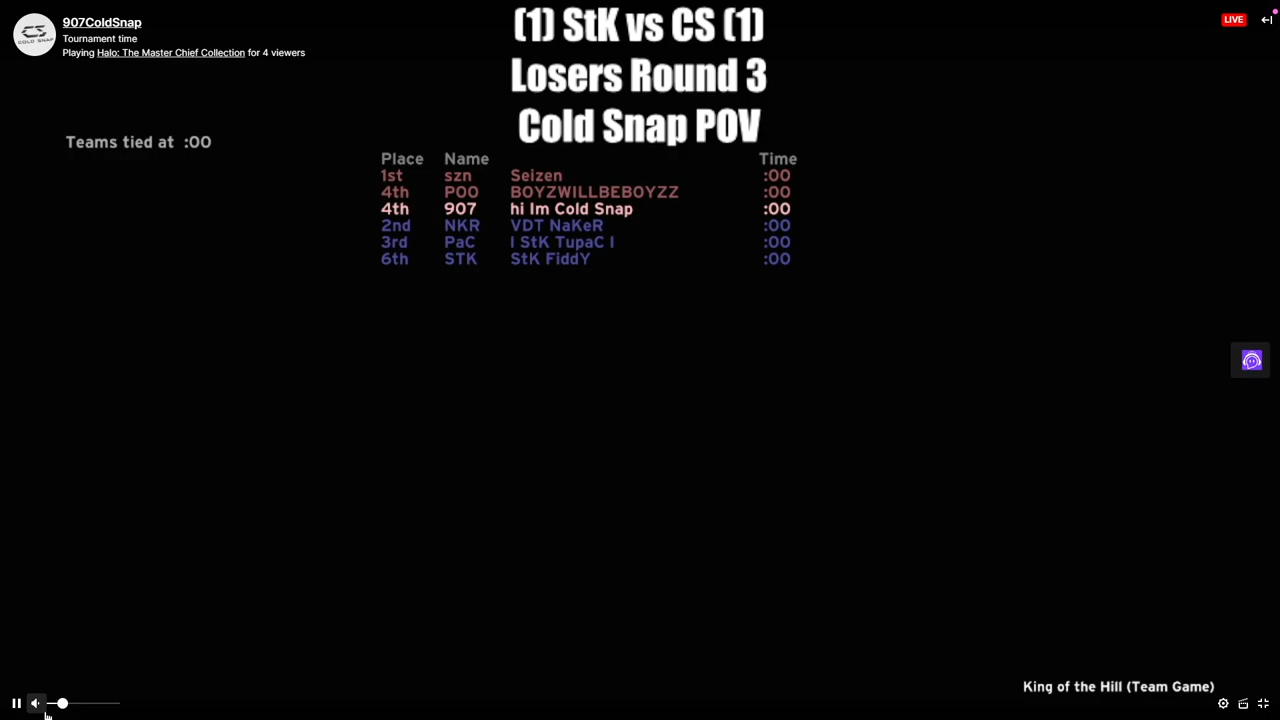 907ColdSnap
Tournament time
Playing Halo: The Master Chief Collection for 4 viewers
CS
COLD SNAP
LIVE
(1) StK vs CS (1)
Losers Round 3
Cold Snap POV
Teams tied at :00
Place Name Time
1st szn Seizen :00
4th POO BOYZWILLBEBOYZZ :00
4th 907 hi Im Cold Snap :00
2nd NKR VDT NaKeR :00
3rd PaC I StK TupaC I :00
6th STK StK FiddY :00
King of the Hill (Team Game)